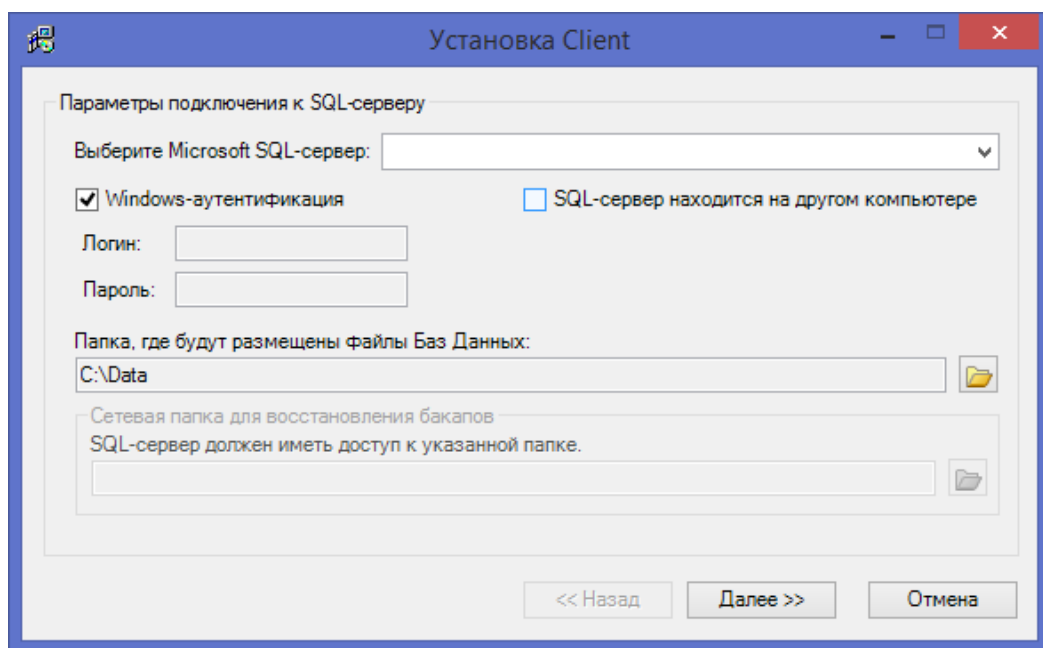 Установка Client
Параметры подключения к SQL-серверу
Выберите Microsoft SQL-сервер:
Windows-аутентификация
SQL-сервер находится на другом компьютере
Логин:
Пароль:
Папка, где будут размещены файлы Баз Данных:
C:\Data
Сетевая папка для восстановления бакапов
SQL-сервер должен иметь доступ к указанной папке.
<< Назад
Далее >>
Отмена